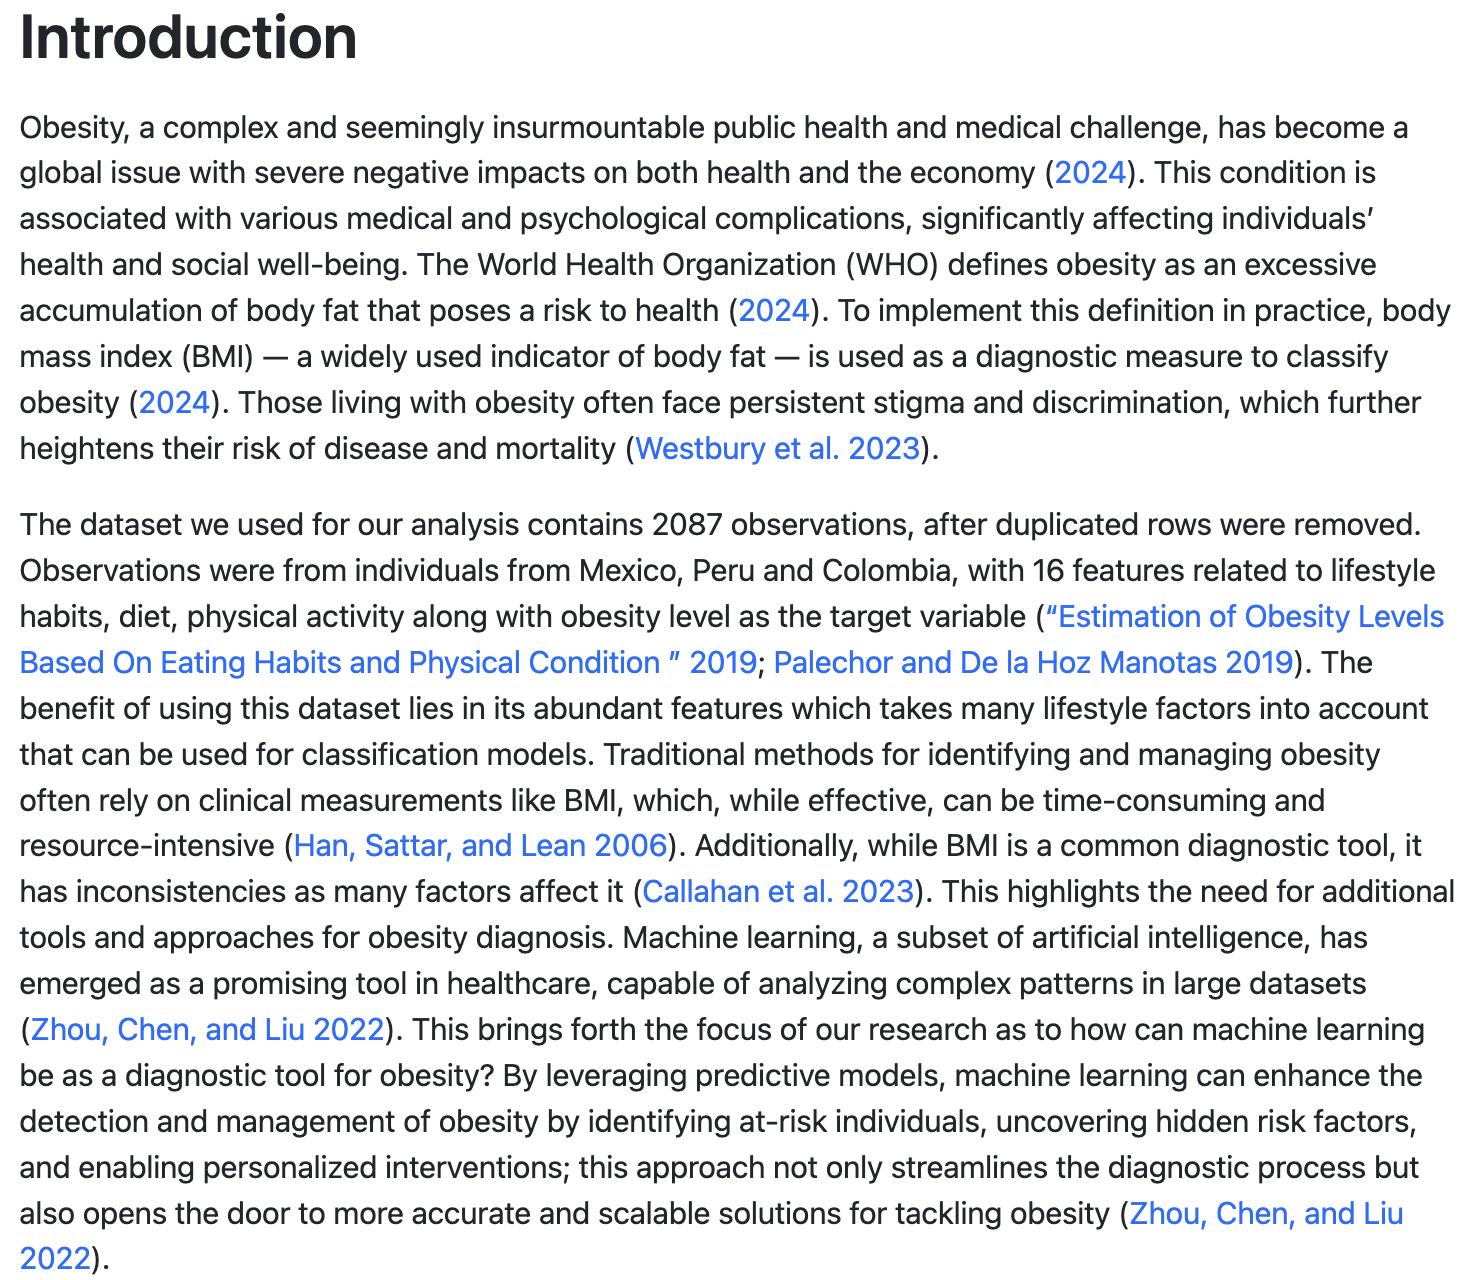 Introduction
Obesity, a complex and seemingly insurmountable public health and medical challenge, has become a
global issue with severe negative impacts on both health and the economy (2024). This condition is
associated with various medical and psychological complications, significantly affecting individuals’
health and social well-being. The World Health Organization (WHO) defines obesity as an excessive
accumulation of body fat that poses a risk to health (2024). To implement this definition in practice, body
mass index (BMI) — a widely used indicator of body fat — is used as a diagnostic measure to classify
obesity (2024). Those living with obesity often face persistent stigma and discrimination, which further
heightens their risk of disease and mortality (Westbury et al. 2023).
The dataset we used for our analysis contains 2087 observations, after duplicated rows were removed.
Observations were from individuals from Mexico, Peru and Colombia, with 16 features related to lifestyle
habits, diet, physical activity along with obesity level as the target variable (“Estimation of Obesity Levels
Based On Eating Habits and Physical Condition ” 2019; Palechor and De la Hoz Manotas 2019). The
benefit of using this dataset lies in its abundant features which takes many lifestyle factors into account
that can be used for classification models. Traditional methods for identifying and managing obesity
often rely on clinical measurements like BMI, which, while effective, can be time-consuming and
resource-intensive (Han, Sattar, and Lean 2006). Additionally, while BMI is a common diagnostic tool, it
has inconsistencies as many factors affect it (Callahan et al. 2023). This highlights the need for additional
tools and approaches for obesity diagnosis. Machine learning, a subset of artificial intelligence, has
emerged as a promising tool in healthcare, capable of analyzing complex patterns in large datasets
(Zhou, Chen, and Liu 2022). This brings forth the focus of our research as to how can machine learning
be as a diagnostic tool for obesity? By leveraging predictive models, machine learning can enhance the
detection and management of obesity by identifying at-risk individuals, uncovering hidden risk factors,
and enabling personalized interventions; this approach not only streamlines the diagnostic process but
also opens the door to more accurate and scalable solutions for tackling obesity (Zhou, Chen, and Liu
2022).